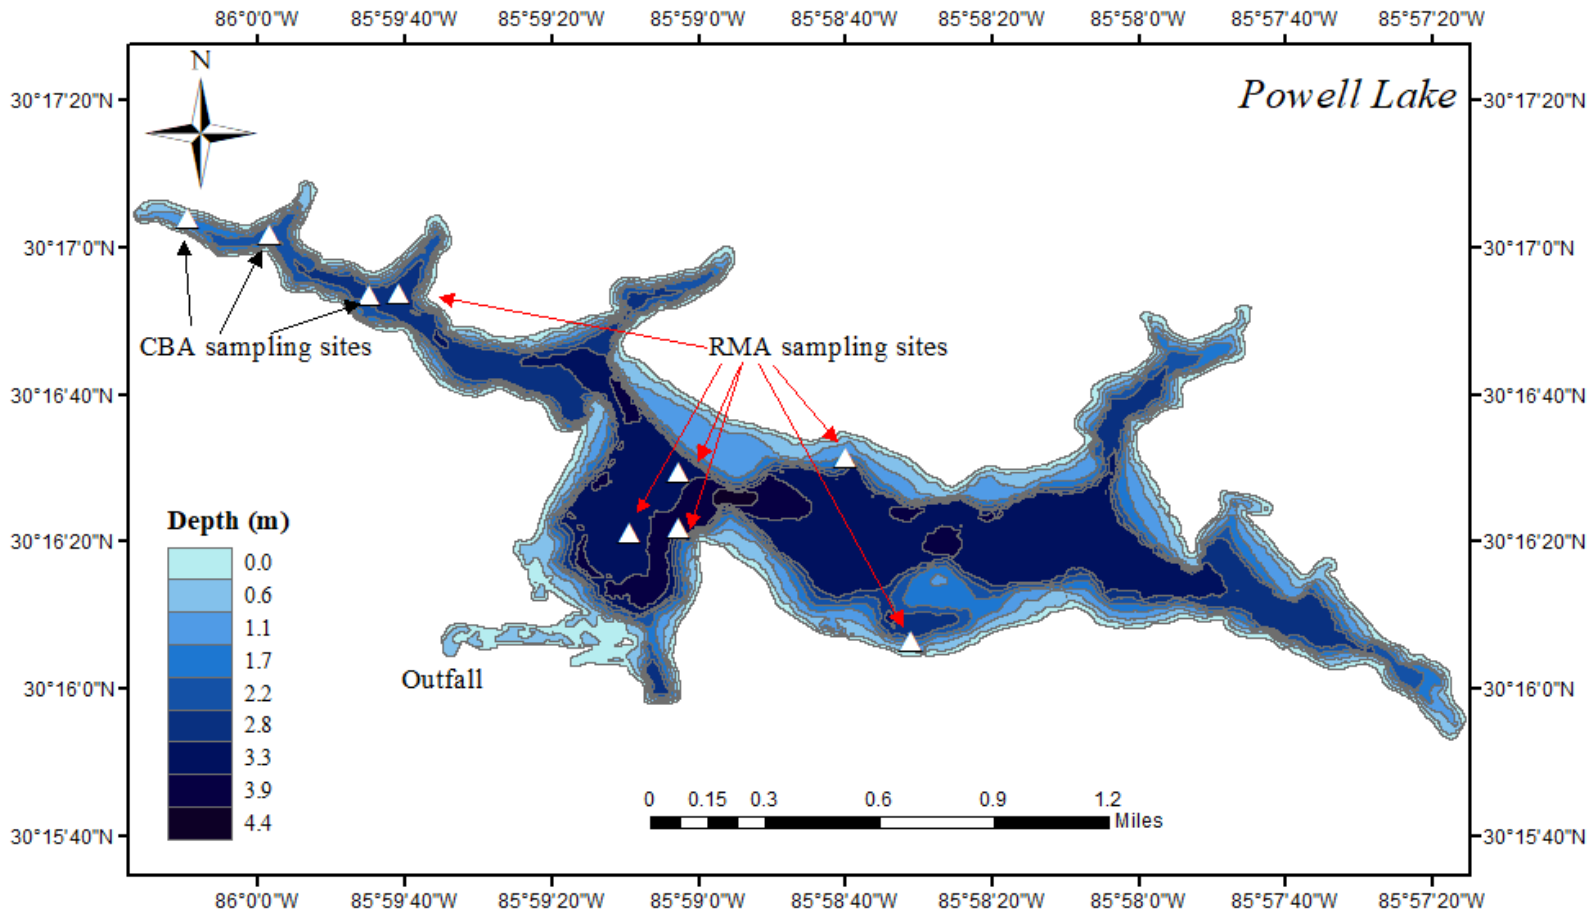 86°0'0"W 85°59'40"W 85°59'20"W 85°59'0"W 85°58'40"W 85°58'20"W 85°58'0"W 85°57'40"W 85°57'20"W
N
Powell Lake
30°17'20"N 30°17'20"N
30°17'0"N 30°17'0"N
CBA sampling sites RMA sampling sites
30°16'40"N 30°16'40"N
Depth (m)
30°16'20"N 30°16'20"N
0.0
0.6
1.1
1.7
Outfall
30°16'0"N 30°16'0"N
2.2
2.8
3.3
3.9
4.4
0 0.15 0.3 0.6 0.9 1.2
Miles
30°15'40"N 30°15'40"N
86°0'0"W 85°59'40"W 85°59'20"W 85°59'0"W 85°58'40"W 85°58'20"W 85°58'0"W 85°57'40"W 85°57'20"W